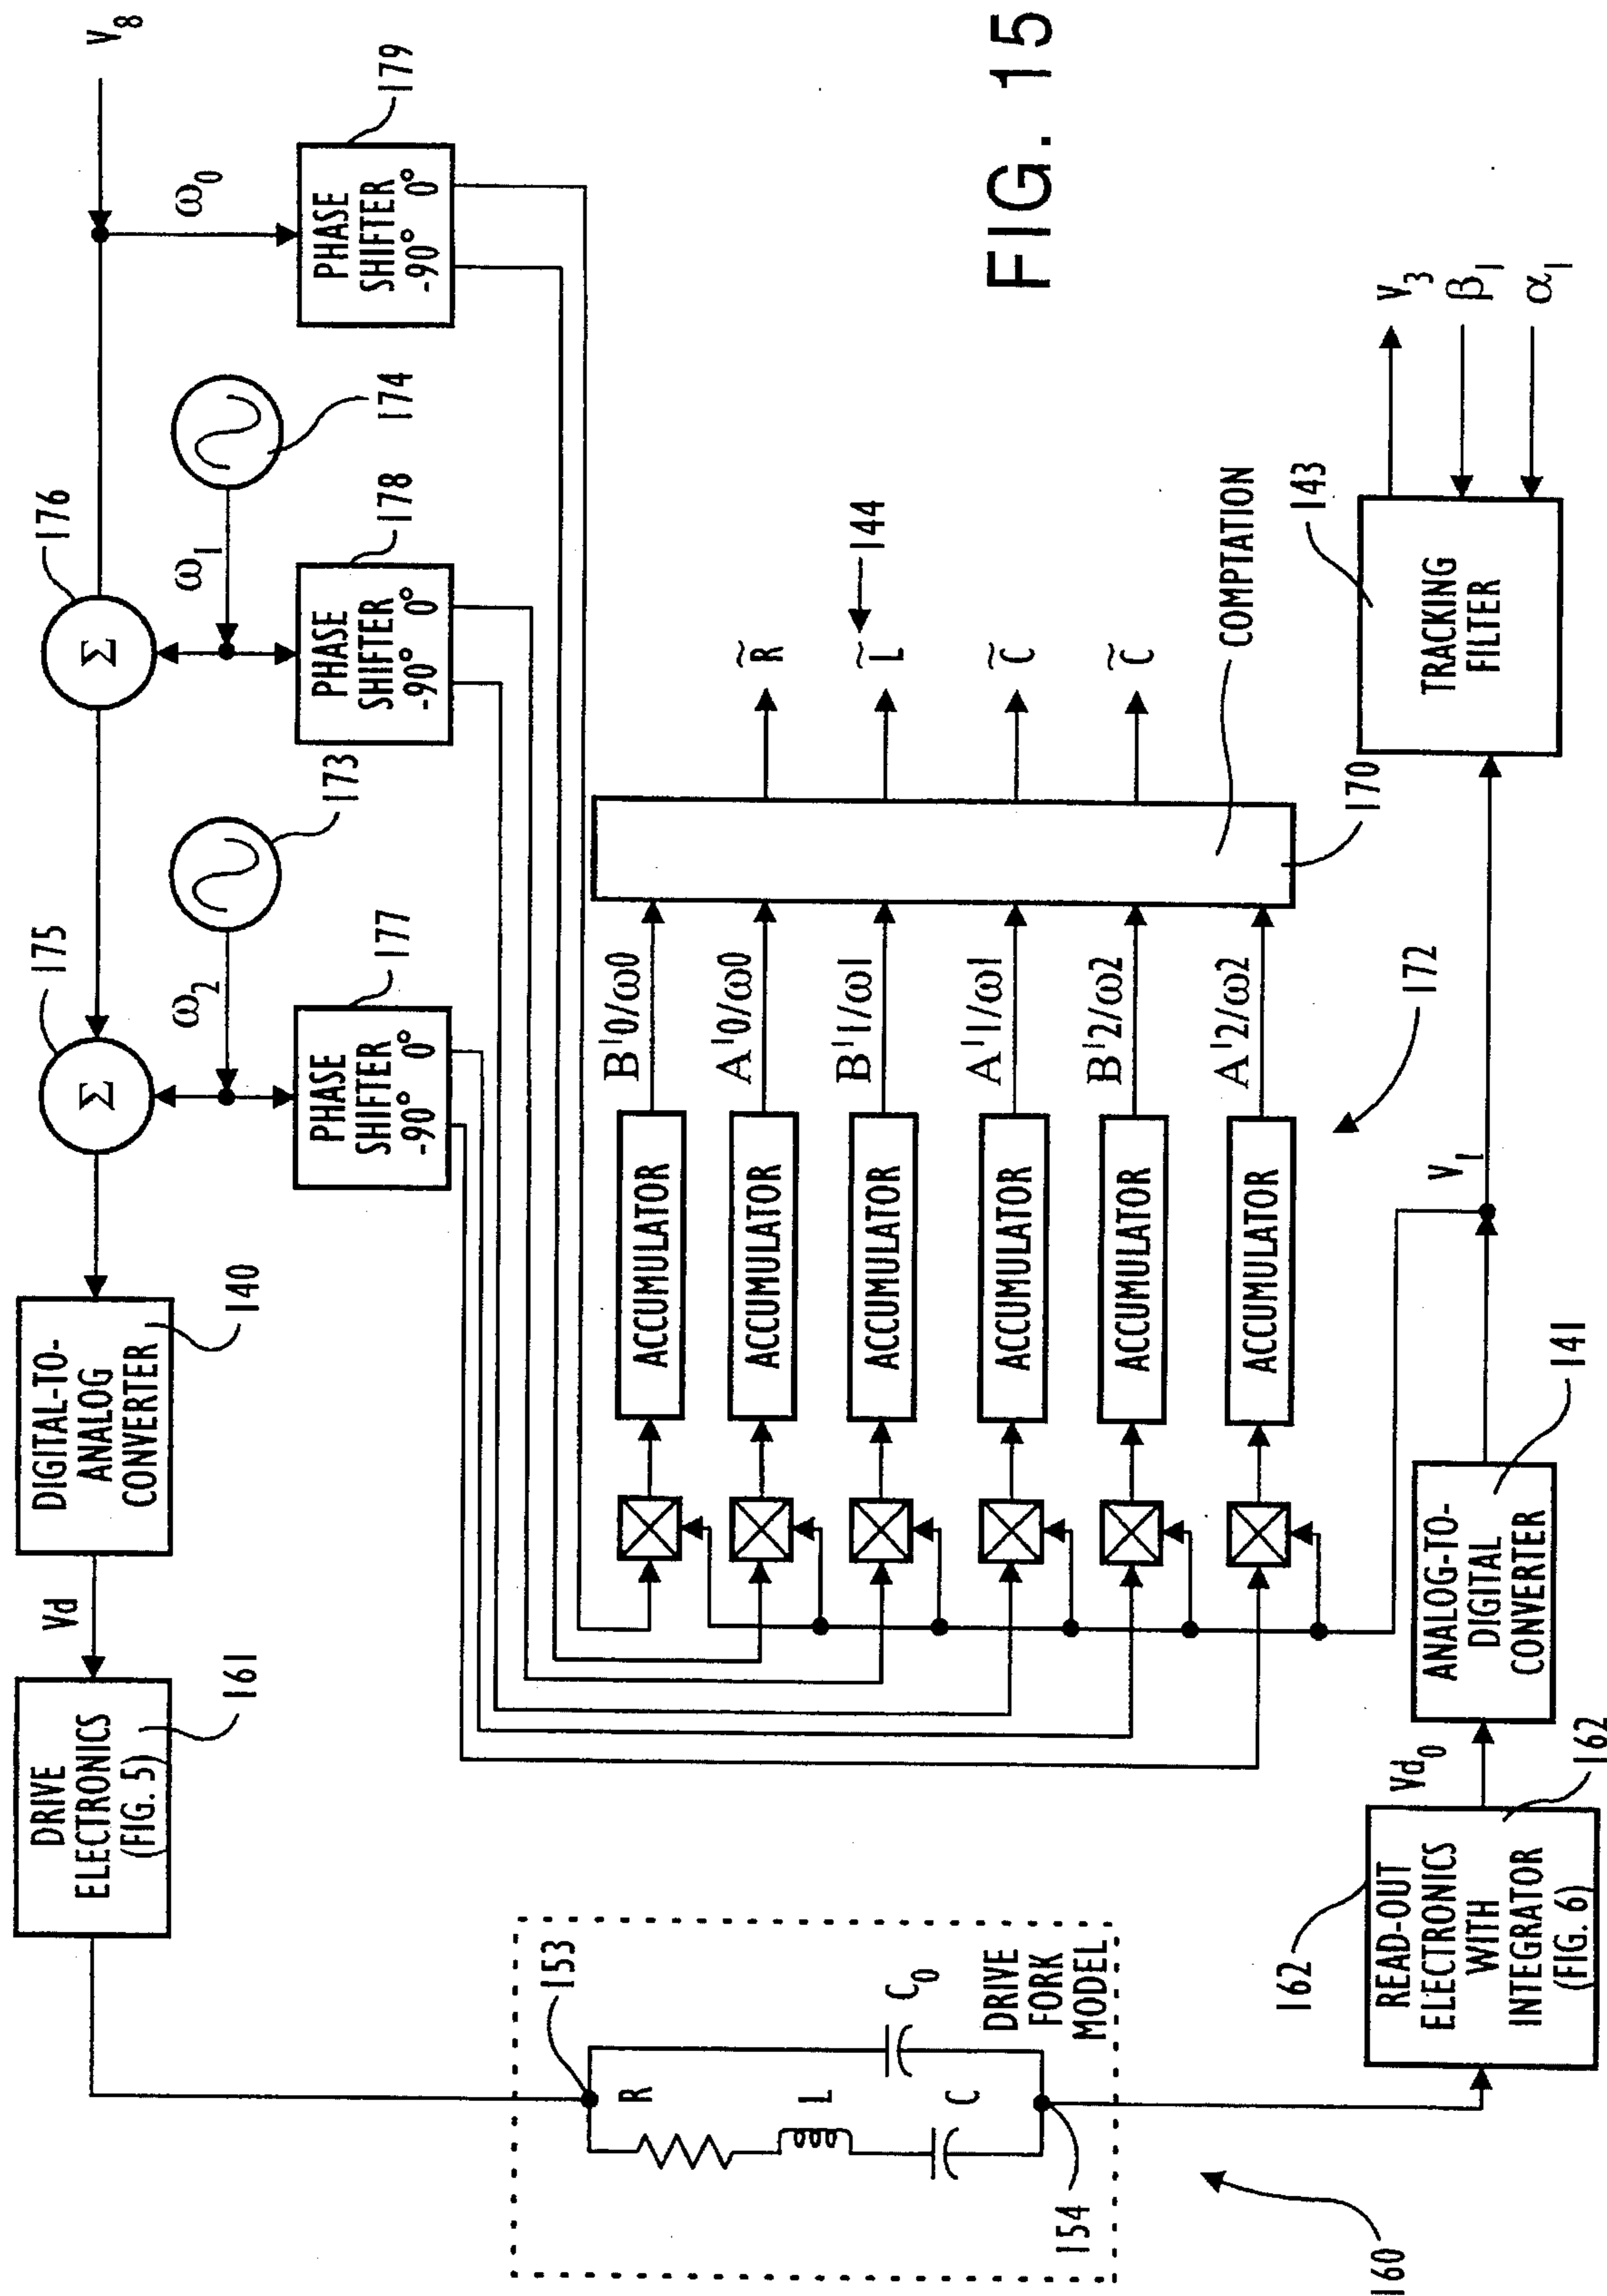 V8
179
ω0
PHASE
SHIFTER
-90° 0°
174
176
Σ
ω1
178
PHASE
SHIFTER
-90° 0°
173
175
Σ
ω2
177
PHASE
SHIFTER
-90° 0°
DIGITAL-TO-
ANALOG
CONVERTER
140
Vd
DRIVE
ELECTRONICS
(FIG. 5)
161
153
R
L
C
C0
DRIVE
FORK
MODEL
154
160
READ-OUT
ELECTRONICS
WITH
INTEGRATOR
(FIG. 6)
162
162
Vd0
ANALOG-TO-
DIGITAL
CONVERTER
141
V1
ACCUMULATOR
ACCUMULATOR
ACCUMULATOR
ACCUMULATOR
ACCUMULATOR
ACCUMULATOR
B'0/ω0
A'0/ω0
B'1/ω1
A'1/ω1
B'2/ω2
A'2/ω2
172
170
COMPTATION
R̃
L̃
C̃
C̃
144
TRACKING
FILTER
143
V3
β1
α1
FIG. 15